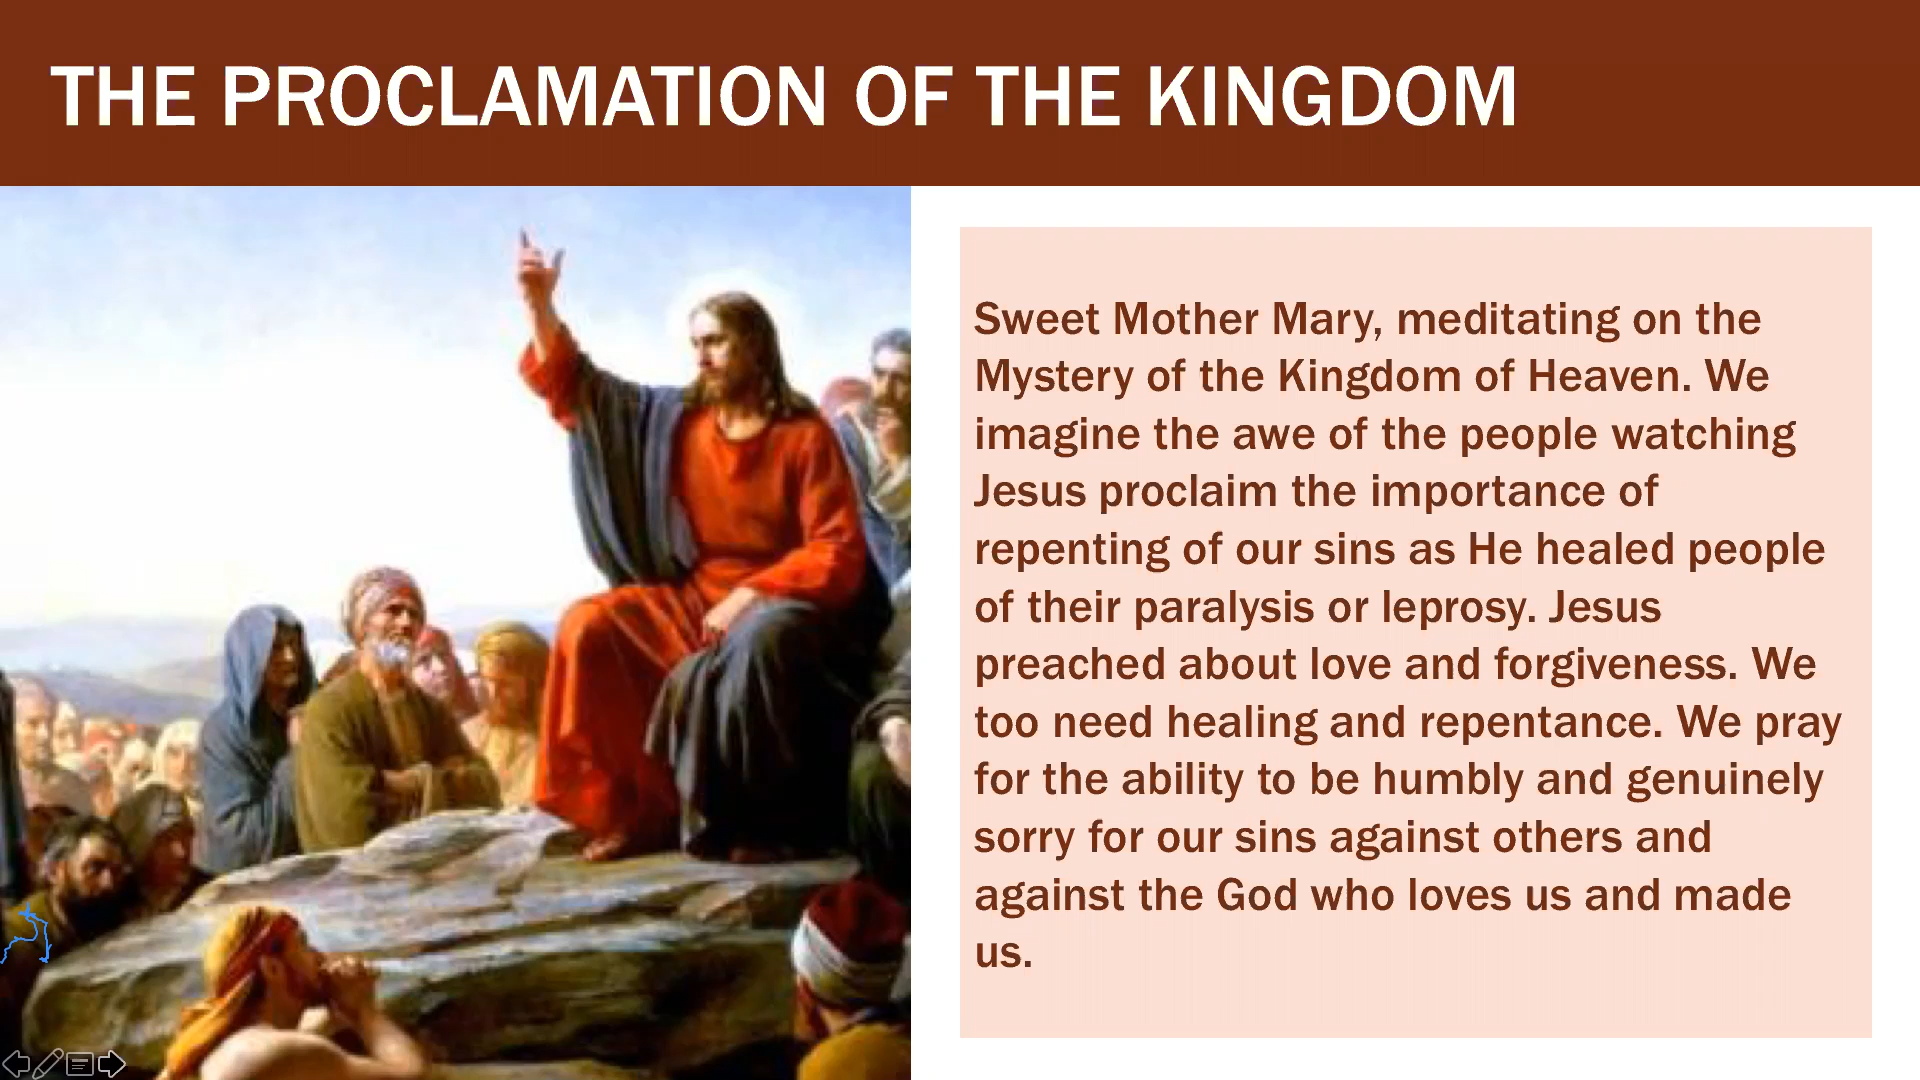 THE PROCLAMATION OF THE KINGDOM
Sweet Mother Mary, meditating on the
Mystery of the Kingdom of Heaven. We
imagine the awe of the people watching
Jesus proclaim the importance of
repenting of our sins as He healed people
of their paralysis or leprosy. Jesus
preached about love and forgiveness. We
too need healing and repentance. We pray
for the ability to be humbly and genuinely
sorry for our sins against others and
against the God who loves us and made
us.